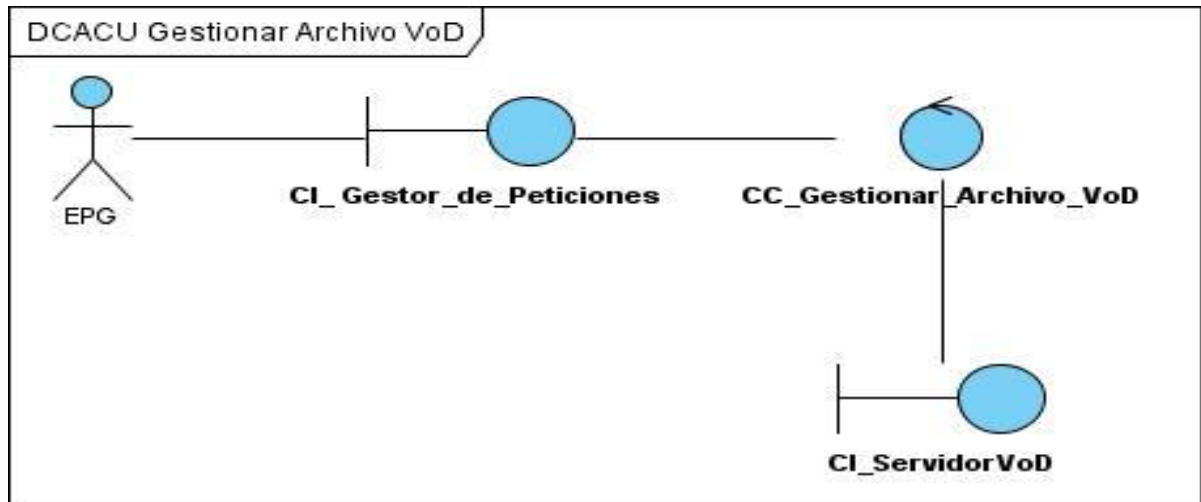 DCACU Gestionar Archivo VoD
EPG
CI_ Gestor_de_Peticiones
CC_Gestionar_Archivo_VoD
CI_ServidorVoD